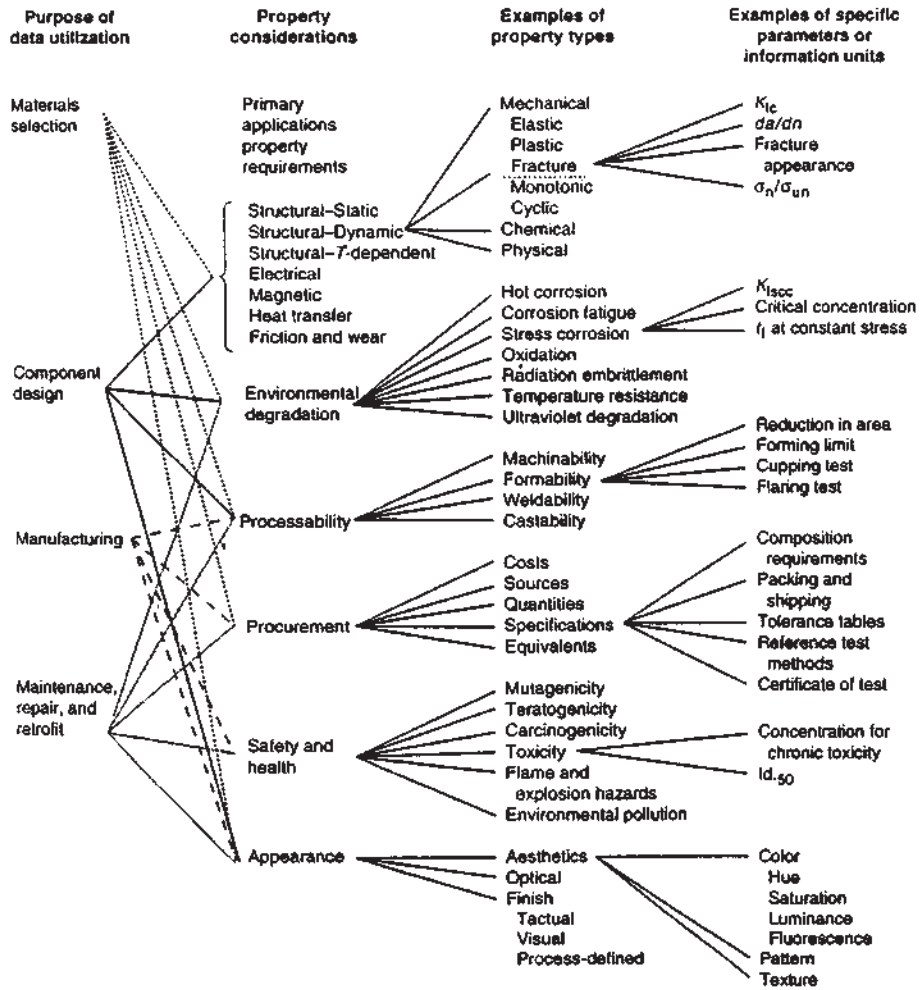 Purpose of
data utilization
Property
considerations
Examples of
property types
Examples of specific
parameters or
information units
Materials
selection
Component
design
Manufacturing
Maintenance,
repair, and
retrofit
Primary
applications
property
requirements
Structural–Static
Structural–Dynamic
Structural–T-dependent
Electrical
Magnetic
Heat transfer
Friction and wear
Environmental
degradation
Processability
Procurement
Safety and
health
Appearance
Mechanical
Elastic
Plastic
Fracture
Monotonic
Cyclic
Chemical
Physical
Hot corrosion
Corrosion fatigue
Stress corrosion
Oxidation
Radiation embrittlement
Temperature resistance
Ultraviolet degradation
Machinability
Formability
Weldability
Castability
Costs
Sources
Quantities
Specifications
Equivalents
Mutagenicity
Teratogenicity
Carcinogenicity
Toxicity
Flame and
explosion hazards
Environmental pollution
Aesthetics
Optical
Finish
Tactual
Visual
Process-defined
K_Ic
da/dn
Fracture
appearance
σ_n/σ_un
K_Iscc
Critical concentration
t_f at constant stress
Reduction in area
Forming limit
Cupping test
Flaring test
Composition
requirements
Packing and
shipping
Tolerance tables
Reference test
methods
Certificate of test
Concentration for
chronic toxicity
ld.50
Color
Hue
Saturation
Luminance
Fluorescence
Pattern
Texture